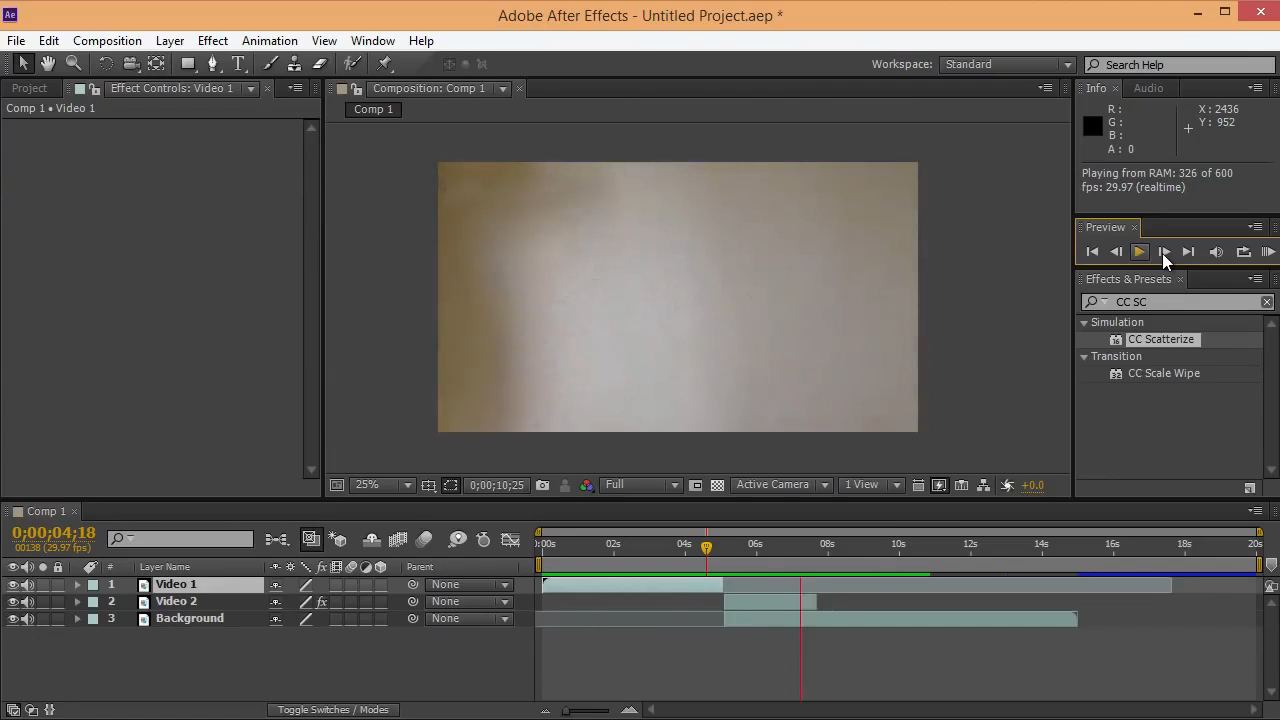 Ae Adobe After Effects - Untitled Project.aep *
File Edit Composition Layer Effect Animation View Window Help
T Workspace: Standard Search Help
Project Effect Controls: Video 1 Composition: Comp 1 Info Audio
Comp 1 • Video 1 Comp 1
R : X : 2436
G : Y : 952
B :
A : 0
Playing from RAM: 326 of 600
fps: 29.97 (realtime)
Preview
Effects & Presets
CC SC
Simulation
16 CC Scatterize
Transition
32 CC Scale Wipe
25% 0;00;10;25 Full Active Camera 1 View +0.0
Comp 1
0;00;04;18
00138 (29.97 fps)
:00s 02s 04s 06s 08s 10s 12s 14s 16s 18s 20s
# Layer Name fx Parent
1 Video 1 None
2 Video 2 fx None
3 Background None
Toggle Switches / Modes